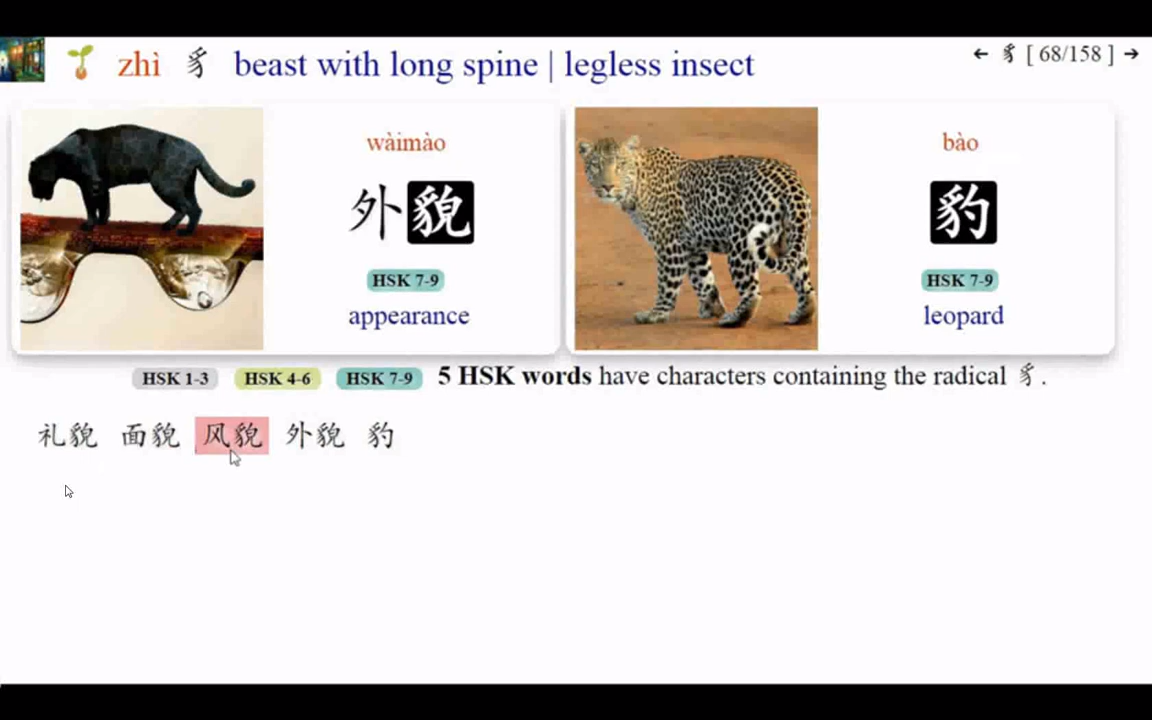 zhì 豸 beast with long spine | legless insect
← 豸 [ 68/158 ] →
wàimào
外貌
HSK 7-9
appearance
bào
豹
HSK 7-9
leopard
HSK 1-3 HSK 4-6 HSK 7-9 5 HSK words have characters containing the radical 豸.
礼貌 面貌 风貌 外貌 豹